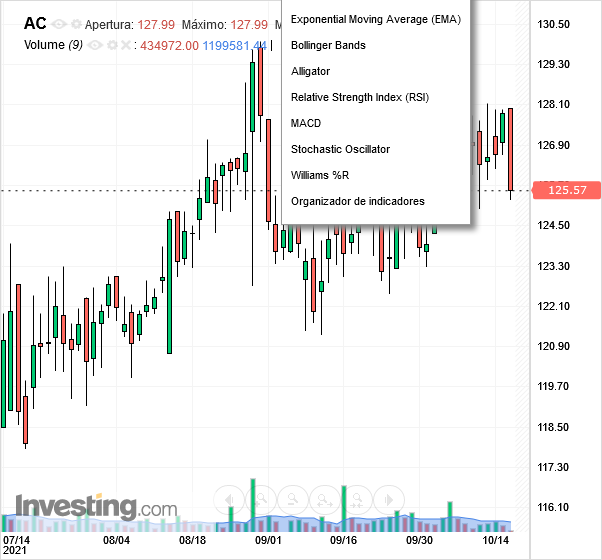 AC Apertura: 127.99 Máximo: 127.99 M
Volume (9) : 434972.00 1199581.44
Exponential Moving Average (EMA)
Bollinger Bands
Alligator
Relative Strength Index (RSI)
MACD
Stochastic Oscillator
Williams %R
Organizador de indicadores
130.50
129.30
128.10
126.90
125.57
124.50
123.30
122.10
120.90
119.70
118.50
117.30
116.10
Investing.com
07/14 08/04 08/18 09/01 09/16 09/30 10/14
2021